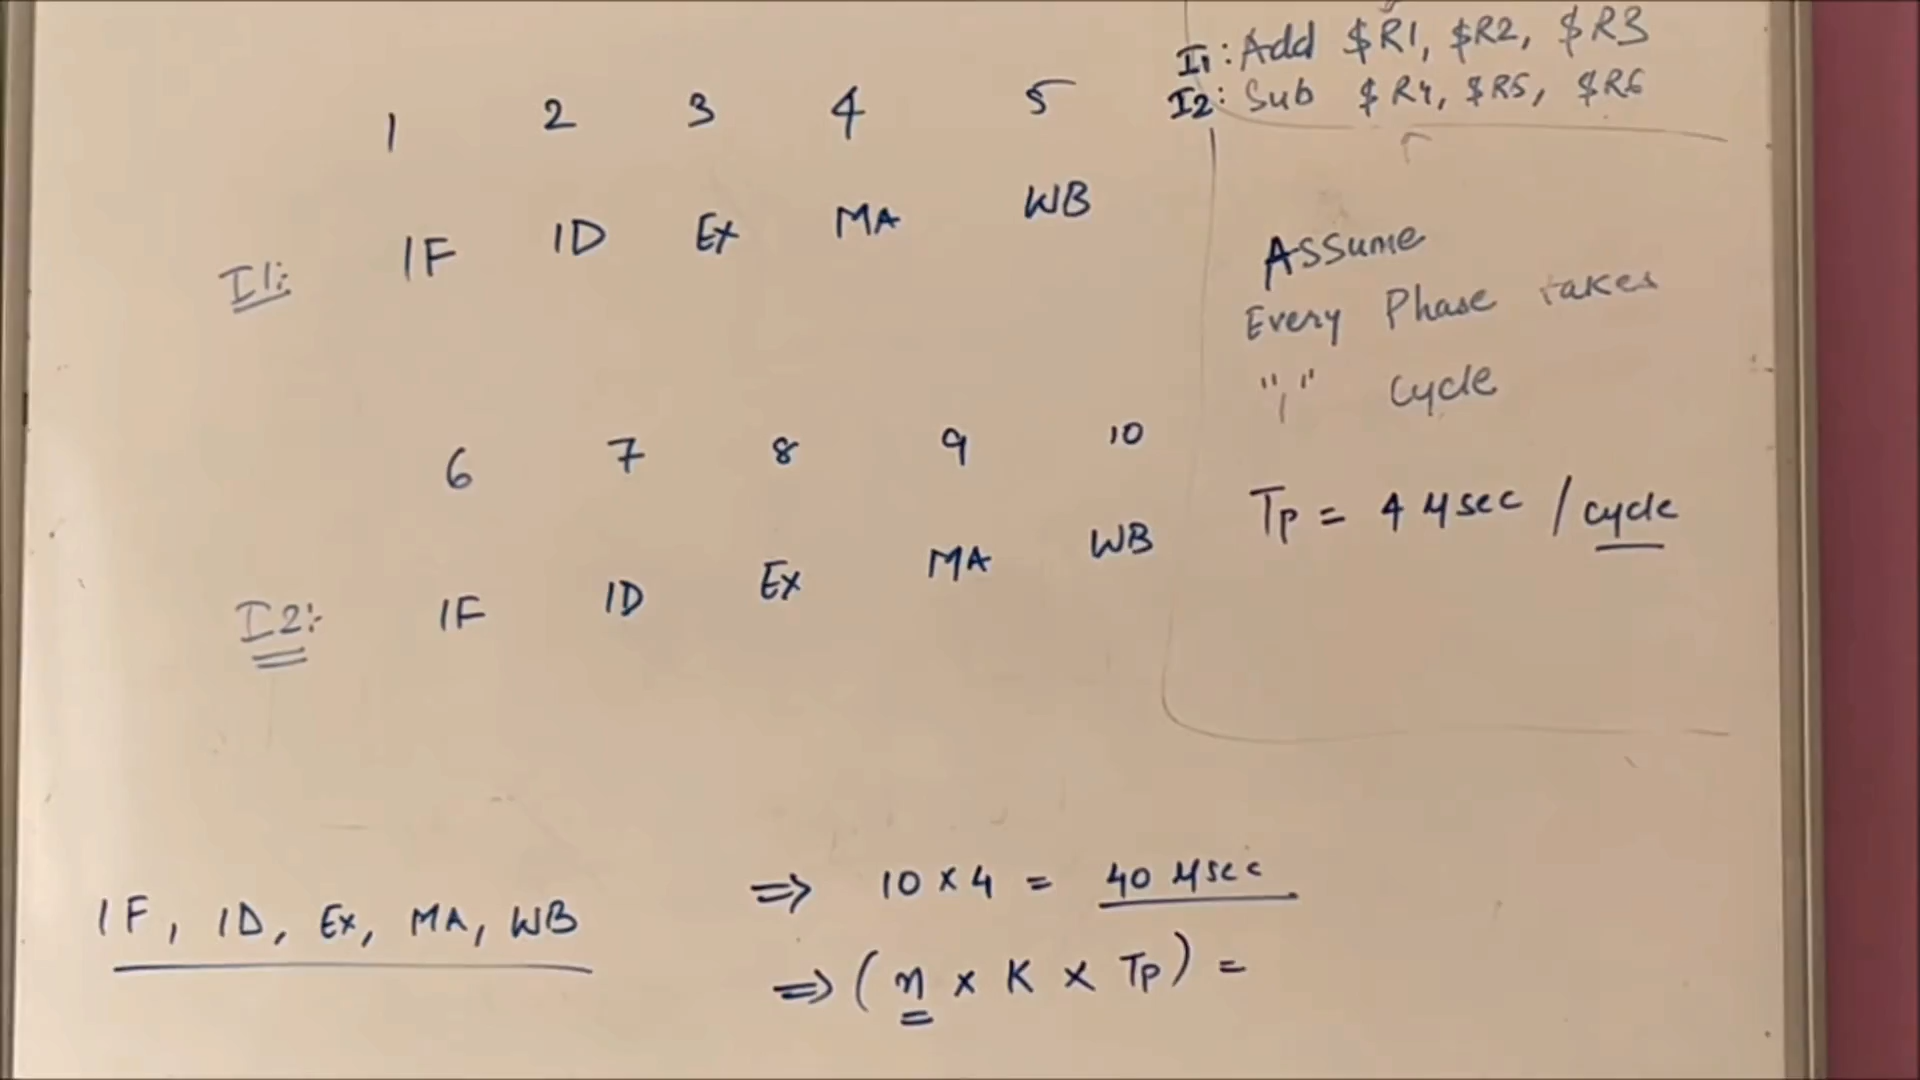 I1: Add $R1, $R2, $R3
I2: Sub $R4, $R5, $R6
1 2 3 4 5
I1: IF ID Ex MA WB
6 7 8 9 10
I2: IF ID Ex MA WB
Assume
Every Phase takes
"1" cycle
Tp = 4 μsec / cycle
IF, ID, Ex, MA, WB
⇒ 10 x 4 = 40 μsec
⇒ (n x K x Tp) =